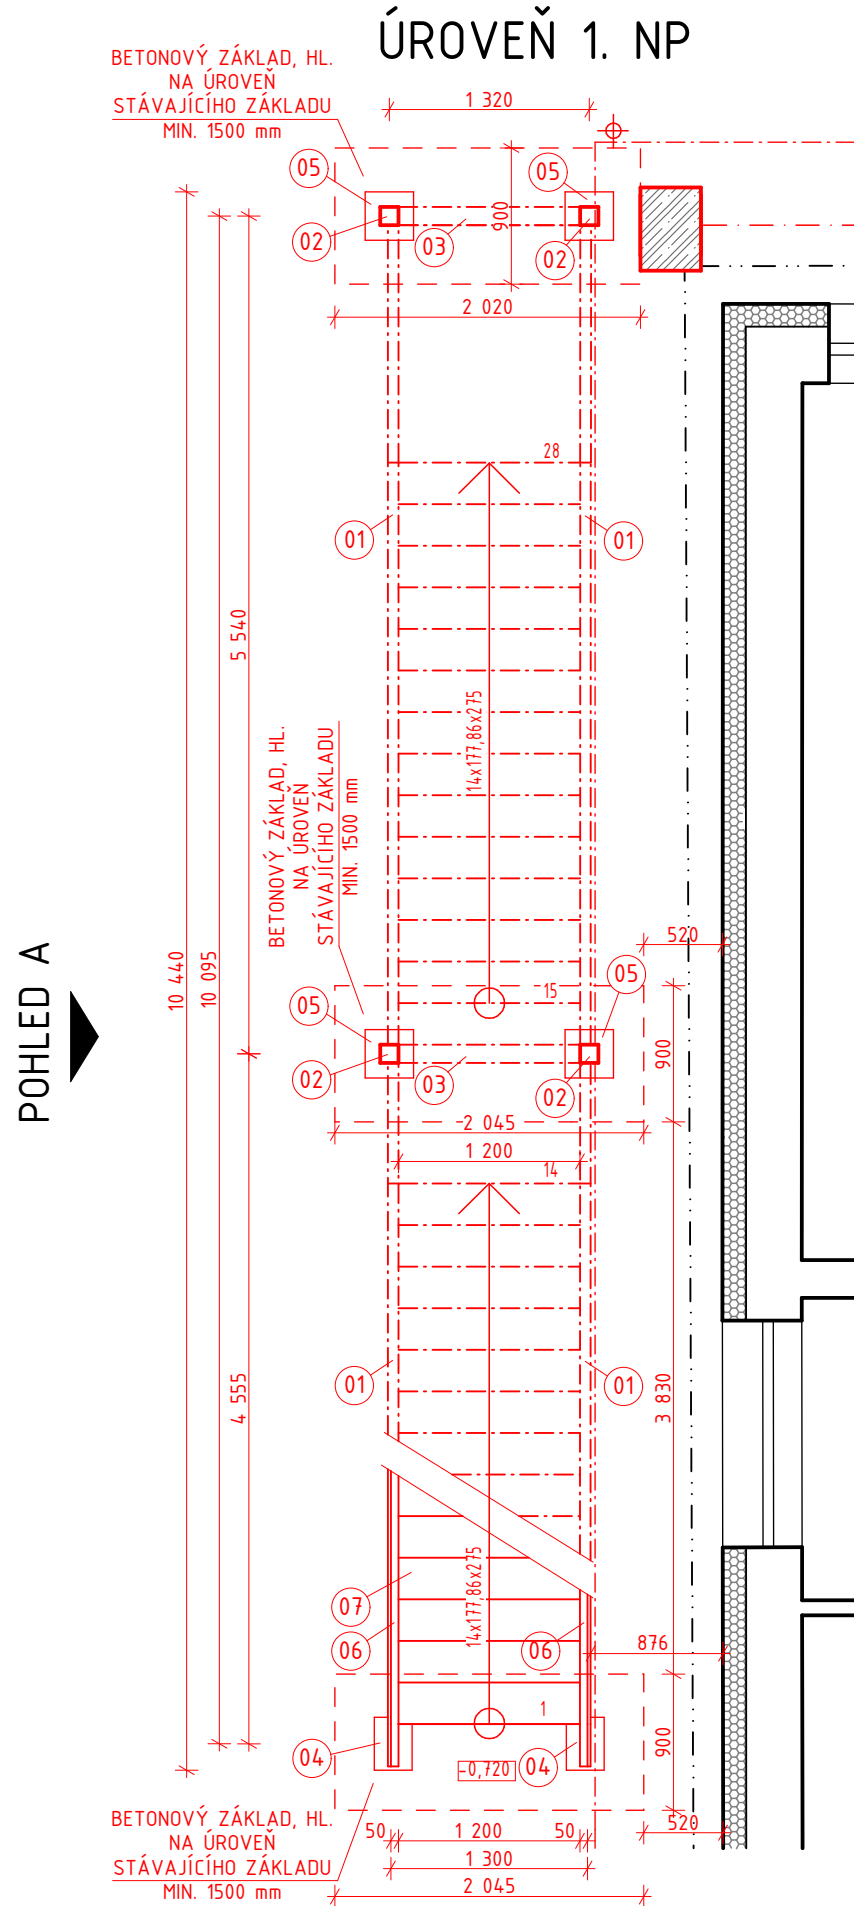 ÚROVEŇ 1. NP
BETONOVÝ ZÁKLAD, HL.
NA ÚROVEŇ
STÁVAJÍCÍHO ZÁKLADU
MIN. 1500 mm
1 320
05
05
900
02
03
02
2 020
28
01
01
5 540
14x177,86x275
BETONOVÝ ZÁKLAD, HL.
NA ÚROVEŇ
STÁVAJÍCÍHO ZÁKLADU
MIN. 1500 mm
520
POHLED A
10 440
10 095
05
15
05
900
02
03
02
2 045
1 200
14
01
01
4 555
3 830
14x177,86x275
07
06
06
876
1
04
-0,720
04
900
BETONOVÝ ZÁKLAD, HL.
NA ÚROVEŇ
STÁVAJÍCÍHO ZÁKLADU
MIN. 1500 mm
50
1 200
50
520
1 300
2 045